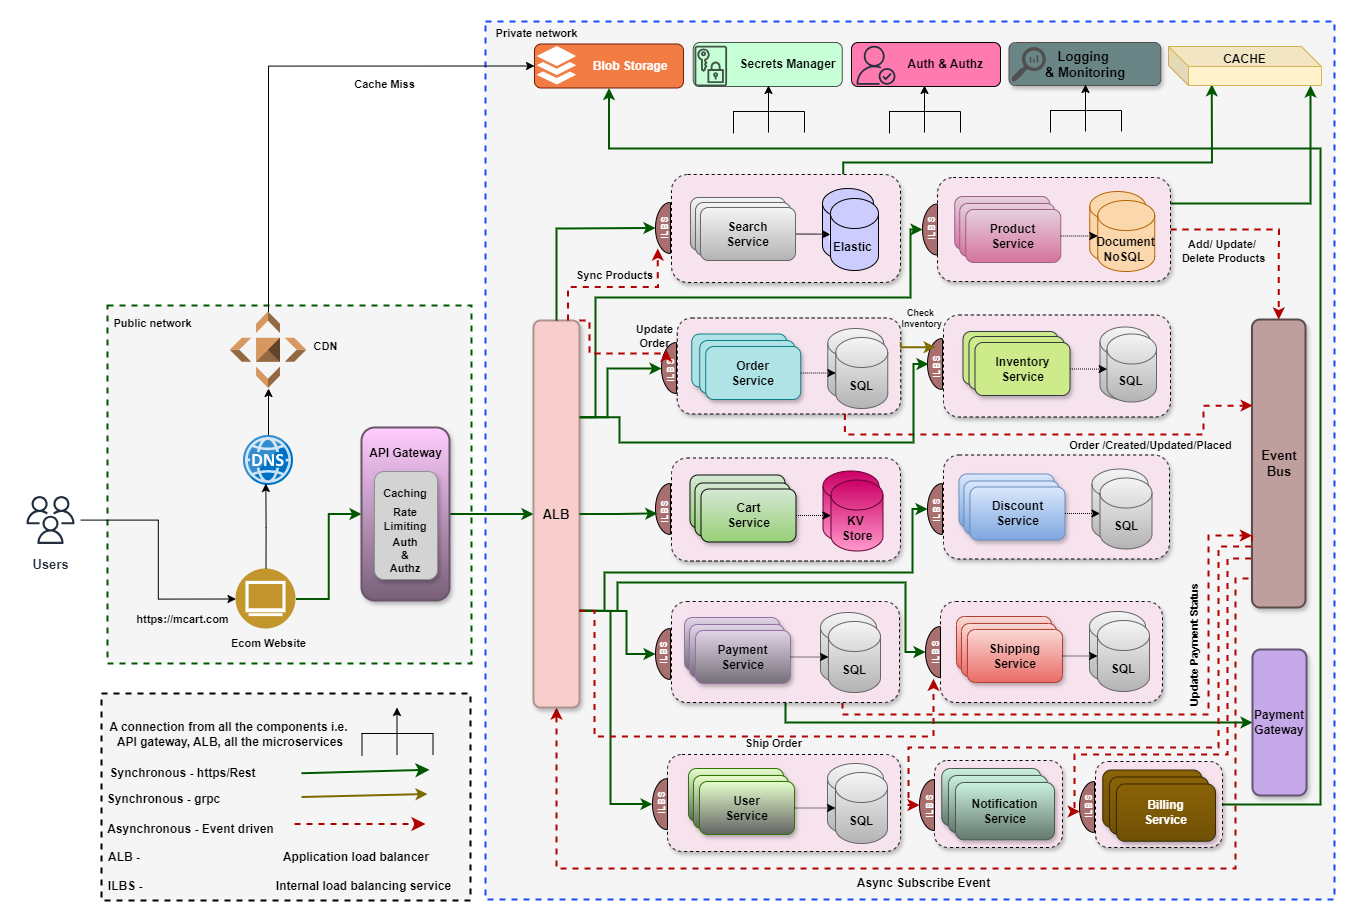 Private network
Blob Storage
Secrets Manager
Auth & Authz
Logging
& Monitoring
CACHE
Cache Miss
ILBS
Search
Service
Elastic
ILBS
Product
Service
Document
NoSQL
Add/ Update/
Delete Products
Sync Products
Public network
CDN
Update
Order
ILBS
Order
Service
SQL
Check
Inventory
ILBS
Inventory
Service
SQL
Order /Created/Updated/Placed
Event
Bus
DNS
API Gateway
Caching
Rate
Limiting
Auth
&
Authz
ALB
ILBS
Cart
Service
KV
Store
ILBS
Discount
Service
SQL
Users
https://mcart.com
Ecom Website
ILBS
Payment
Service
SQL
ILBS
Shipping
Service
SQL
Update Payment Status
Payment
Gateway
Ship Order
ILBS
User
Service
SQL
ILBS
Notification
Service
ILBS
Billing
Service
Async Subscribe Event
A connection from all the components i.e.
API gateway, ALB, all the microservices
Synchronous - https/Rest
Synchronous - grpc
Asynchronous - Event driven
ALB - Application load balancer
ILBS - Internal load balancing service